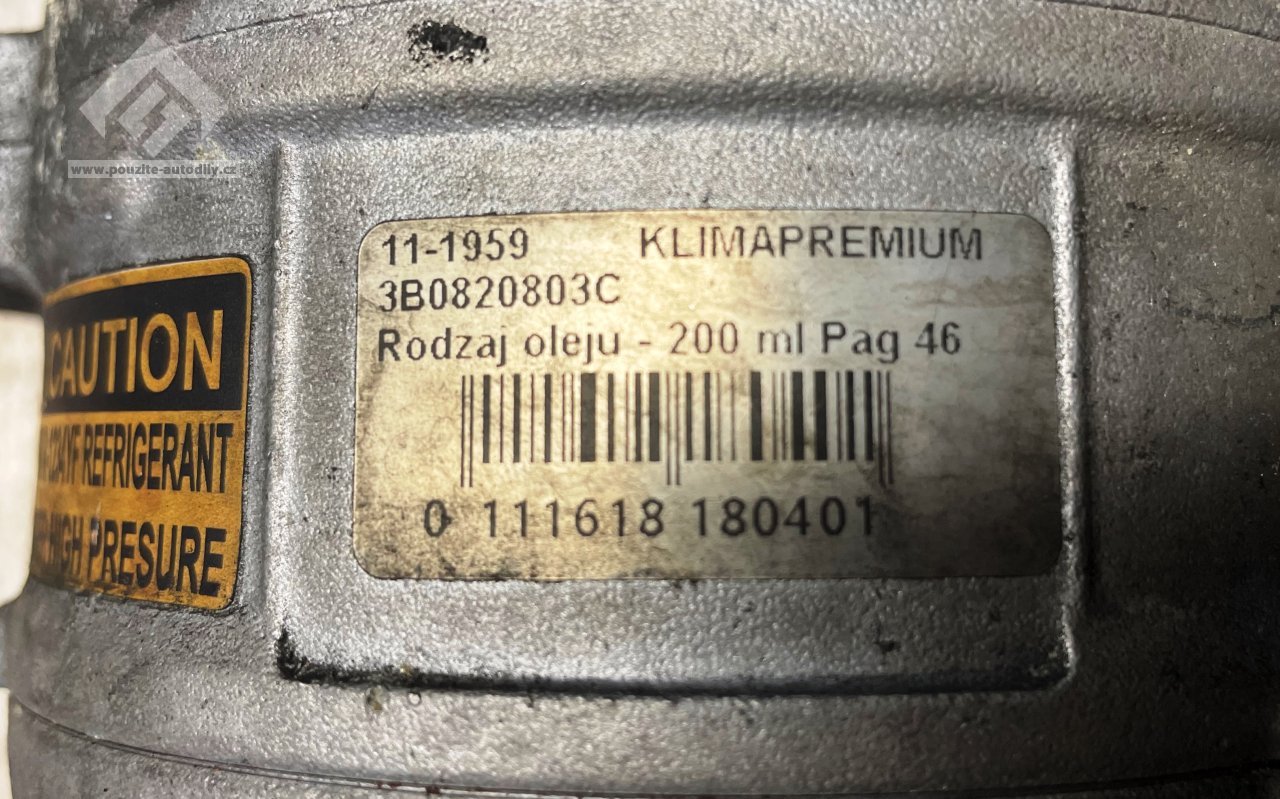 www.pouzite-autodily.cz
11-1959 KLIMAPREMIUM
3B0820803C
Rodzaj oleju - 200 ml Pag 46
0 111618 180401
CAUTION
REFRIGERANT
HIGH PRESURE